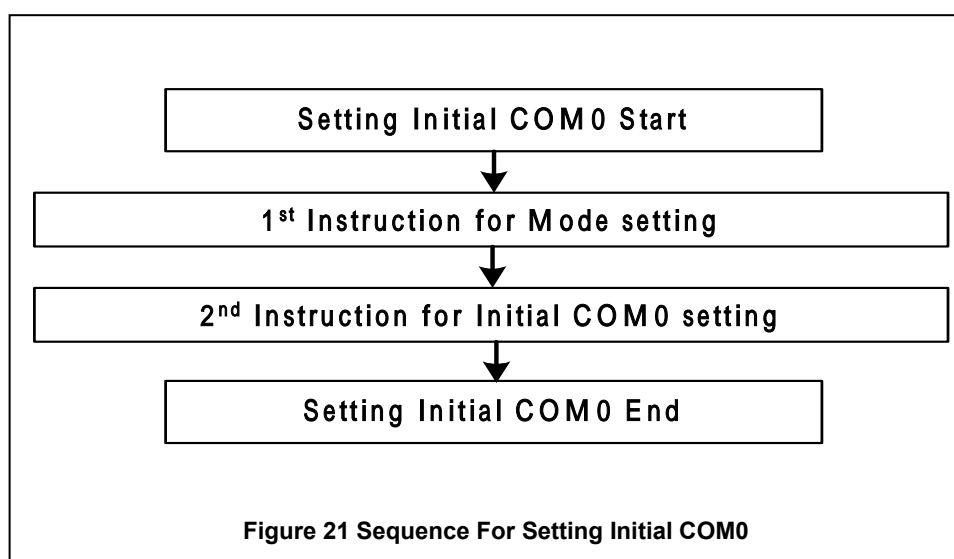 Setting Initial COM0 Start
1st Instruction for Mode setting
2nd Instruction for Initial COM0 setting
Setting Initial COM0 End
Figure 21 Sequence For Setting Initial COM0